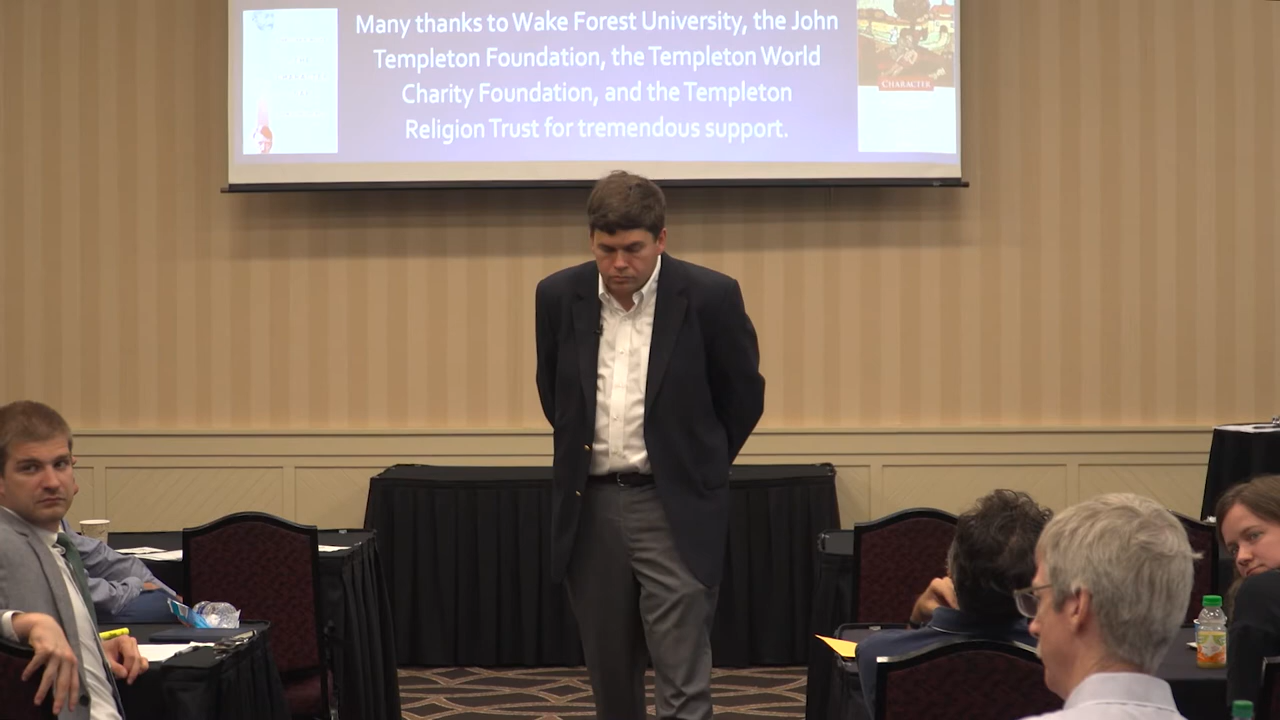 Many thanks to Wake Forest University, the John
Templeton Foundation, the Templeton World
Charity Foundation, and the Templeton
Religion Trust for tremendous support.
CHARACTER